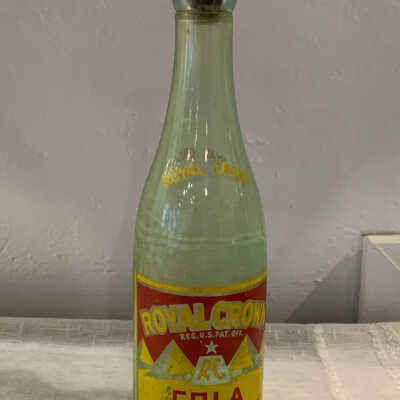 ROYAL CROWN
ROYAL CROWN
REG. U.S. PAT. OFF.
RC
COLA